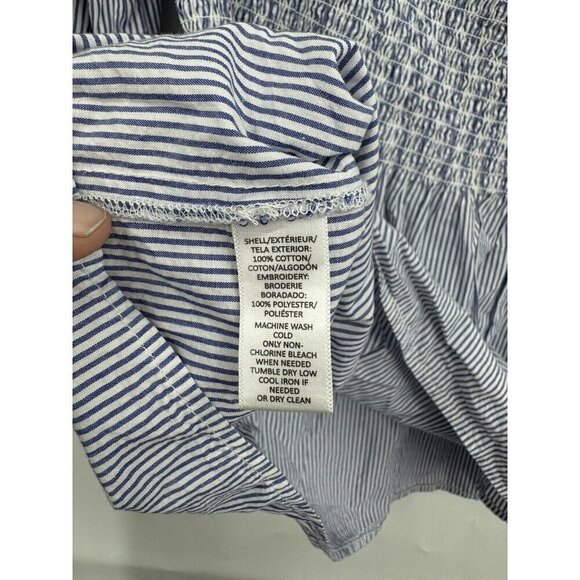 SHELL/EXTÉRIEUR/
TELA EXTERIOR:
100% COTTON/
COTON/ALGODÓN
EMBROIDERY:
BRODERIE
BORADADO:
100% POLYESTER/
POLIÉSTER
MACHINE WASH
COLD
ONLY NON-
CHLORINE BLEACH
WHEN NEEDED
TUMBLE DRY LOW
COOL IRON IF
NEEDED
OR DRY CLEAN